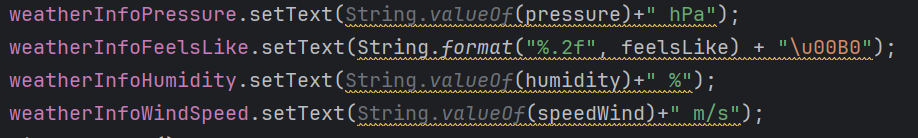 weatherInfoPressure.setText(String.valueOf(pressure)+" hPa");
weatherInfoFeelsLike.setText(String.format("%.2f", feelsLike) + "\u00B0");
weatherInfoHumidity.setText(String.valueOf(humidity)+" %");
weatherInfoWindSpeed.setText(String.valueOf(speedWind)+" m/s");